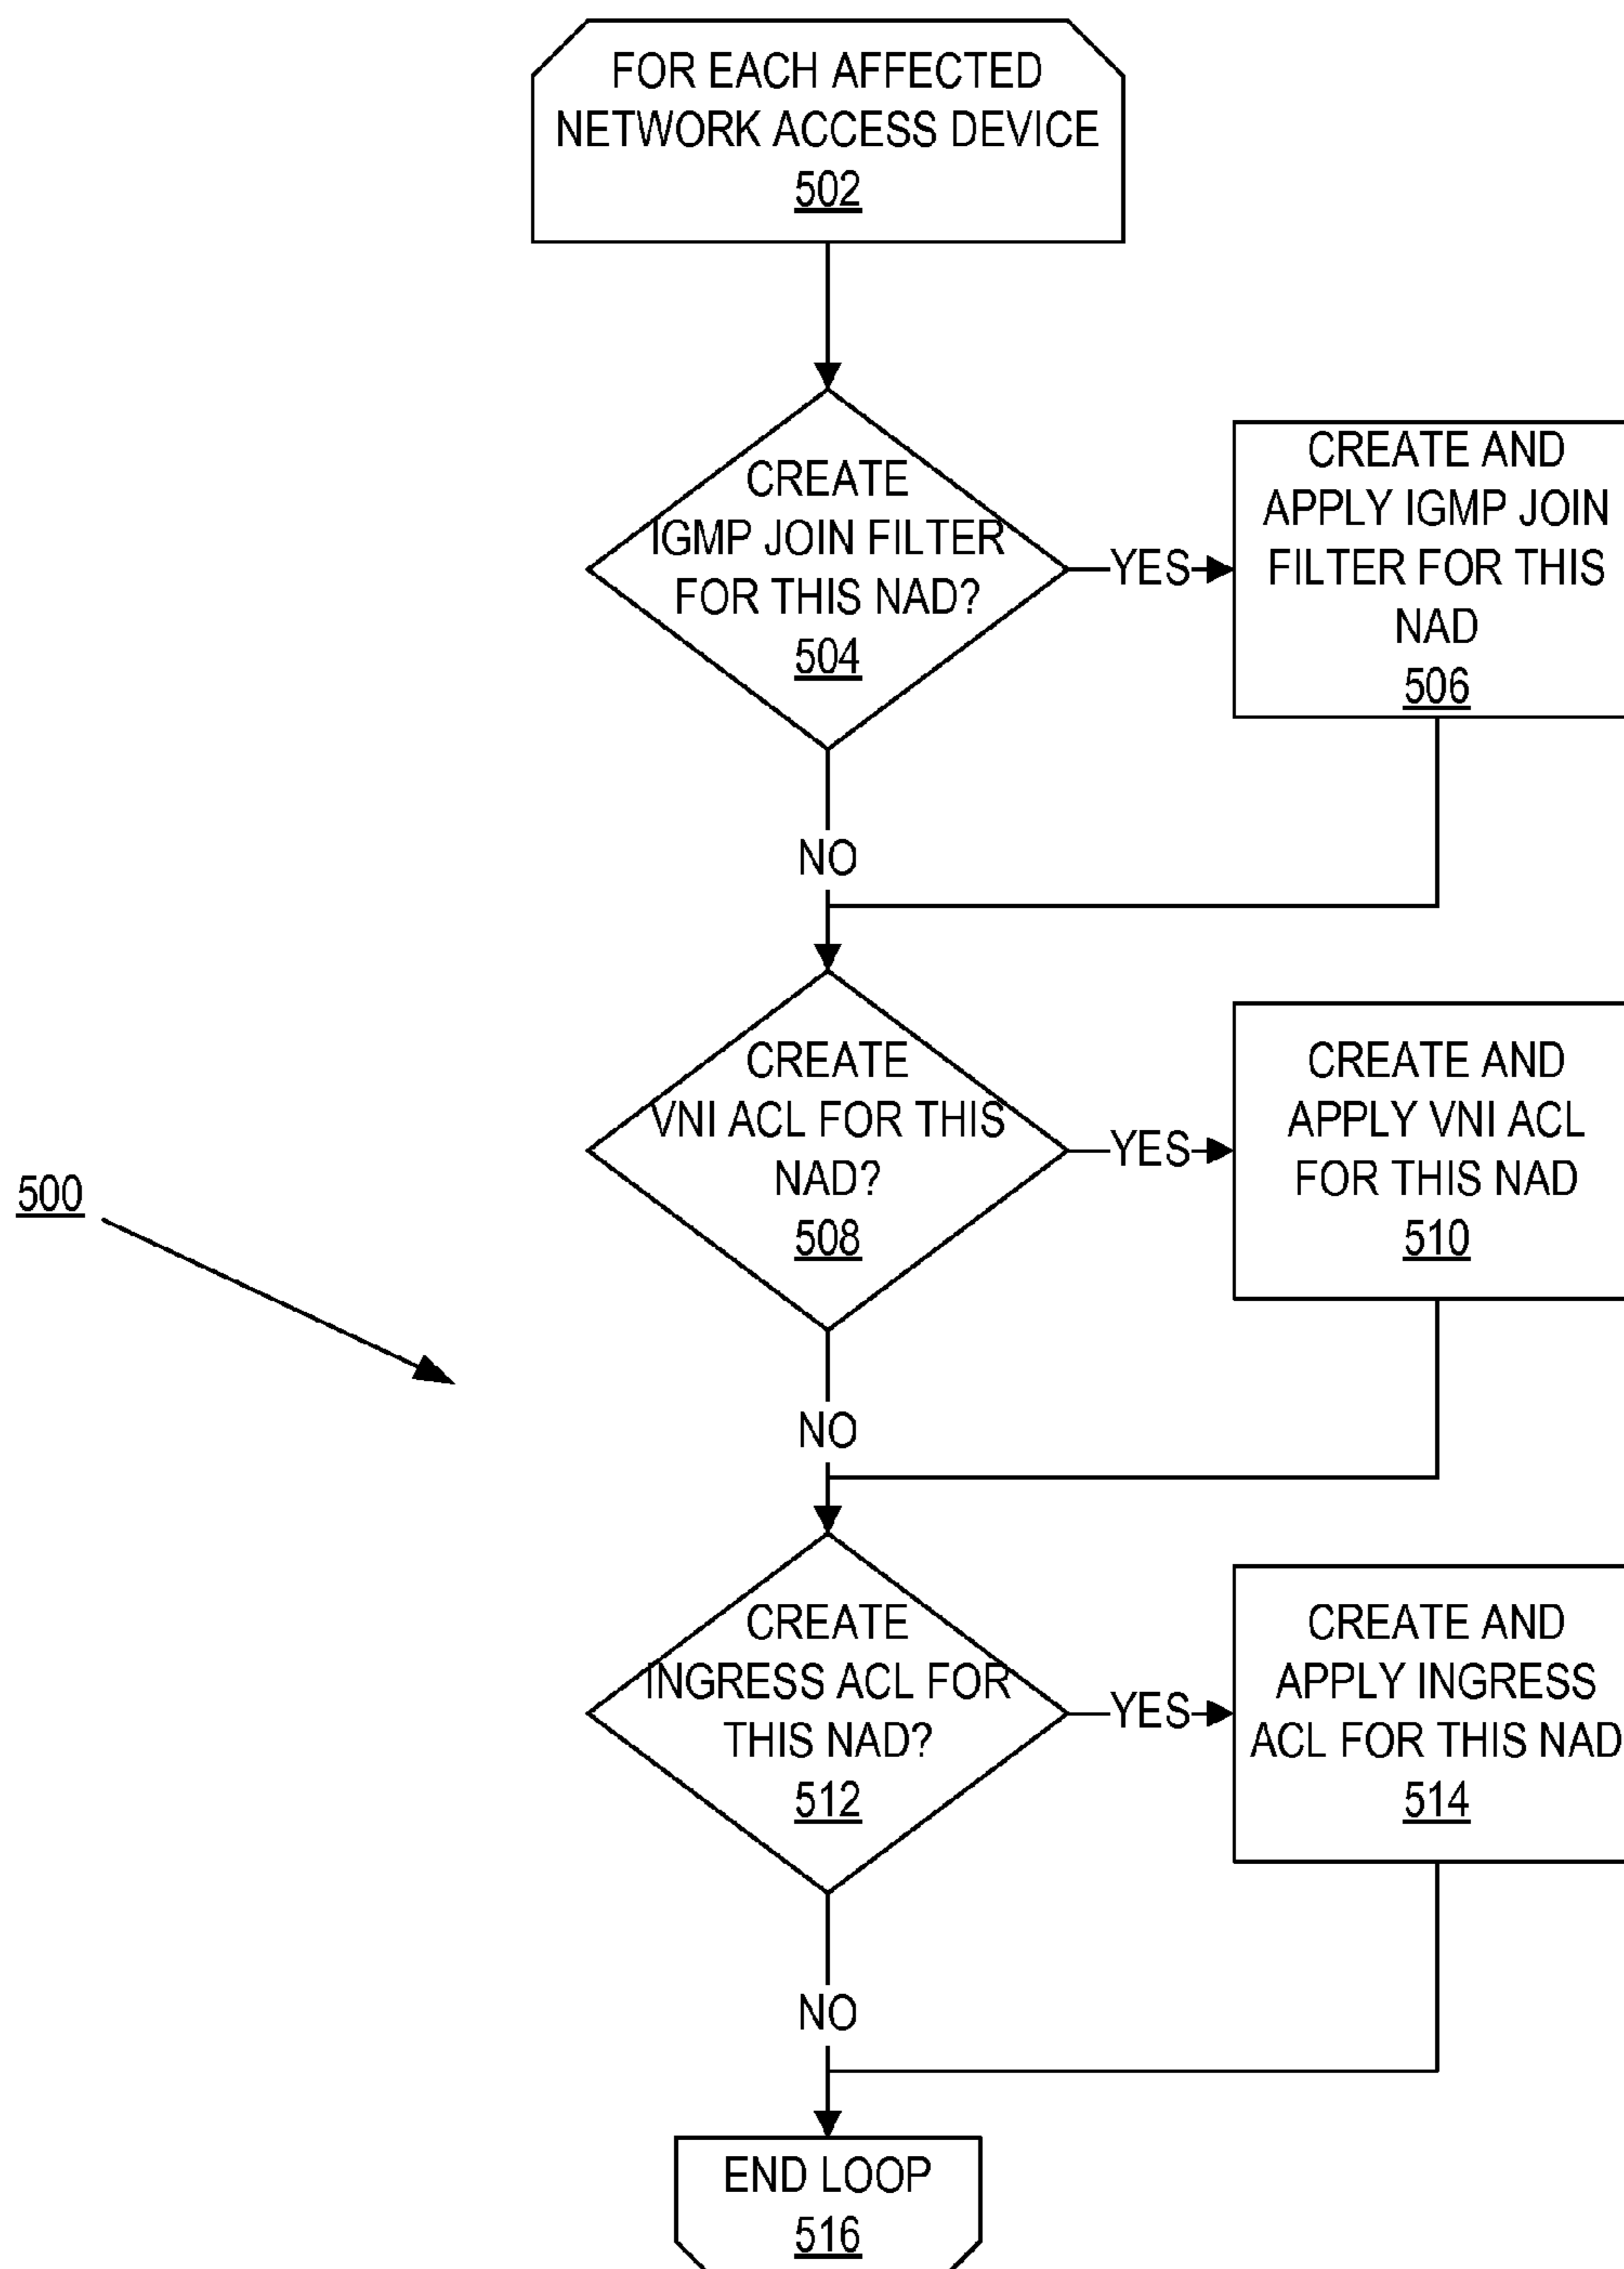 FOR EACH AFFECTED
NETWORK ACCESS DEVICE
502
CREATE
IGMP JOIN FILTER
FOR THIS NAD?
504
YES
CREATE AND
APPLY IGMP JOIN
FILTER FOR THIS
NAD
506
NO
CREATE
VNI ACL FOR THIS
NAD?
508
YES
CREATE AND
APPLY VNI ACL
FOR THIS NAD
510
500
NO
CREATE
INGRESS ACL FOR
THIS NAD?
512
YES
CREATE AND
APPLY INGRESS
ACL FOR THIS NAD
514
NO
END LOOP
516